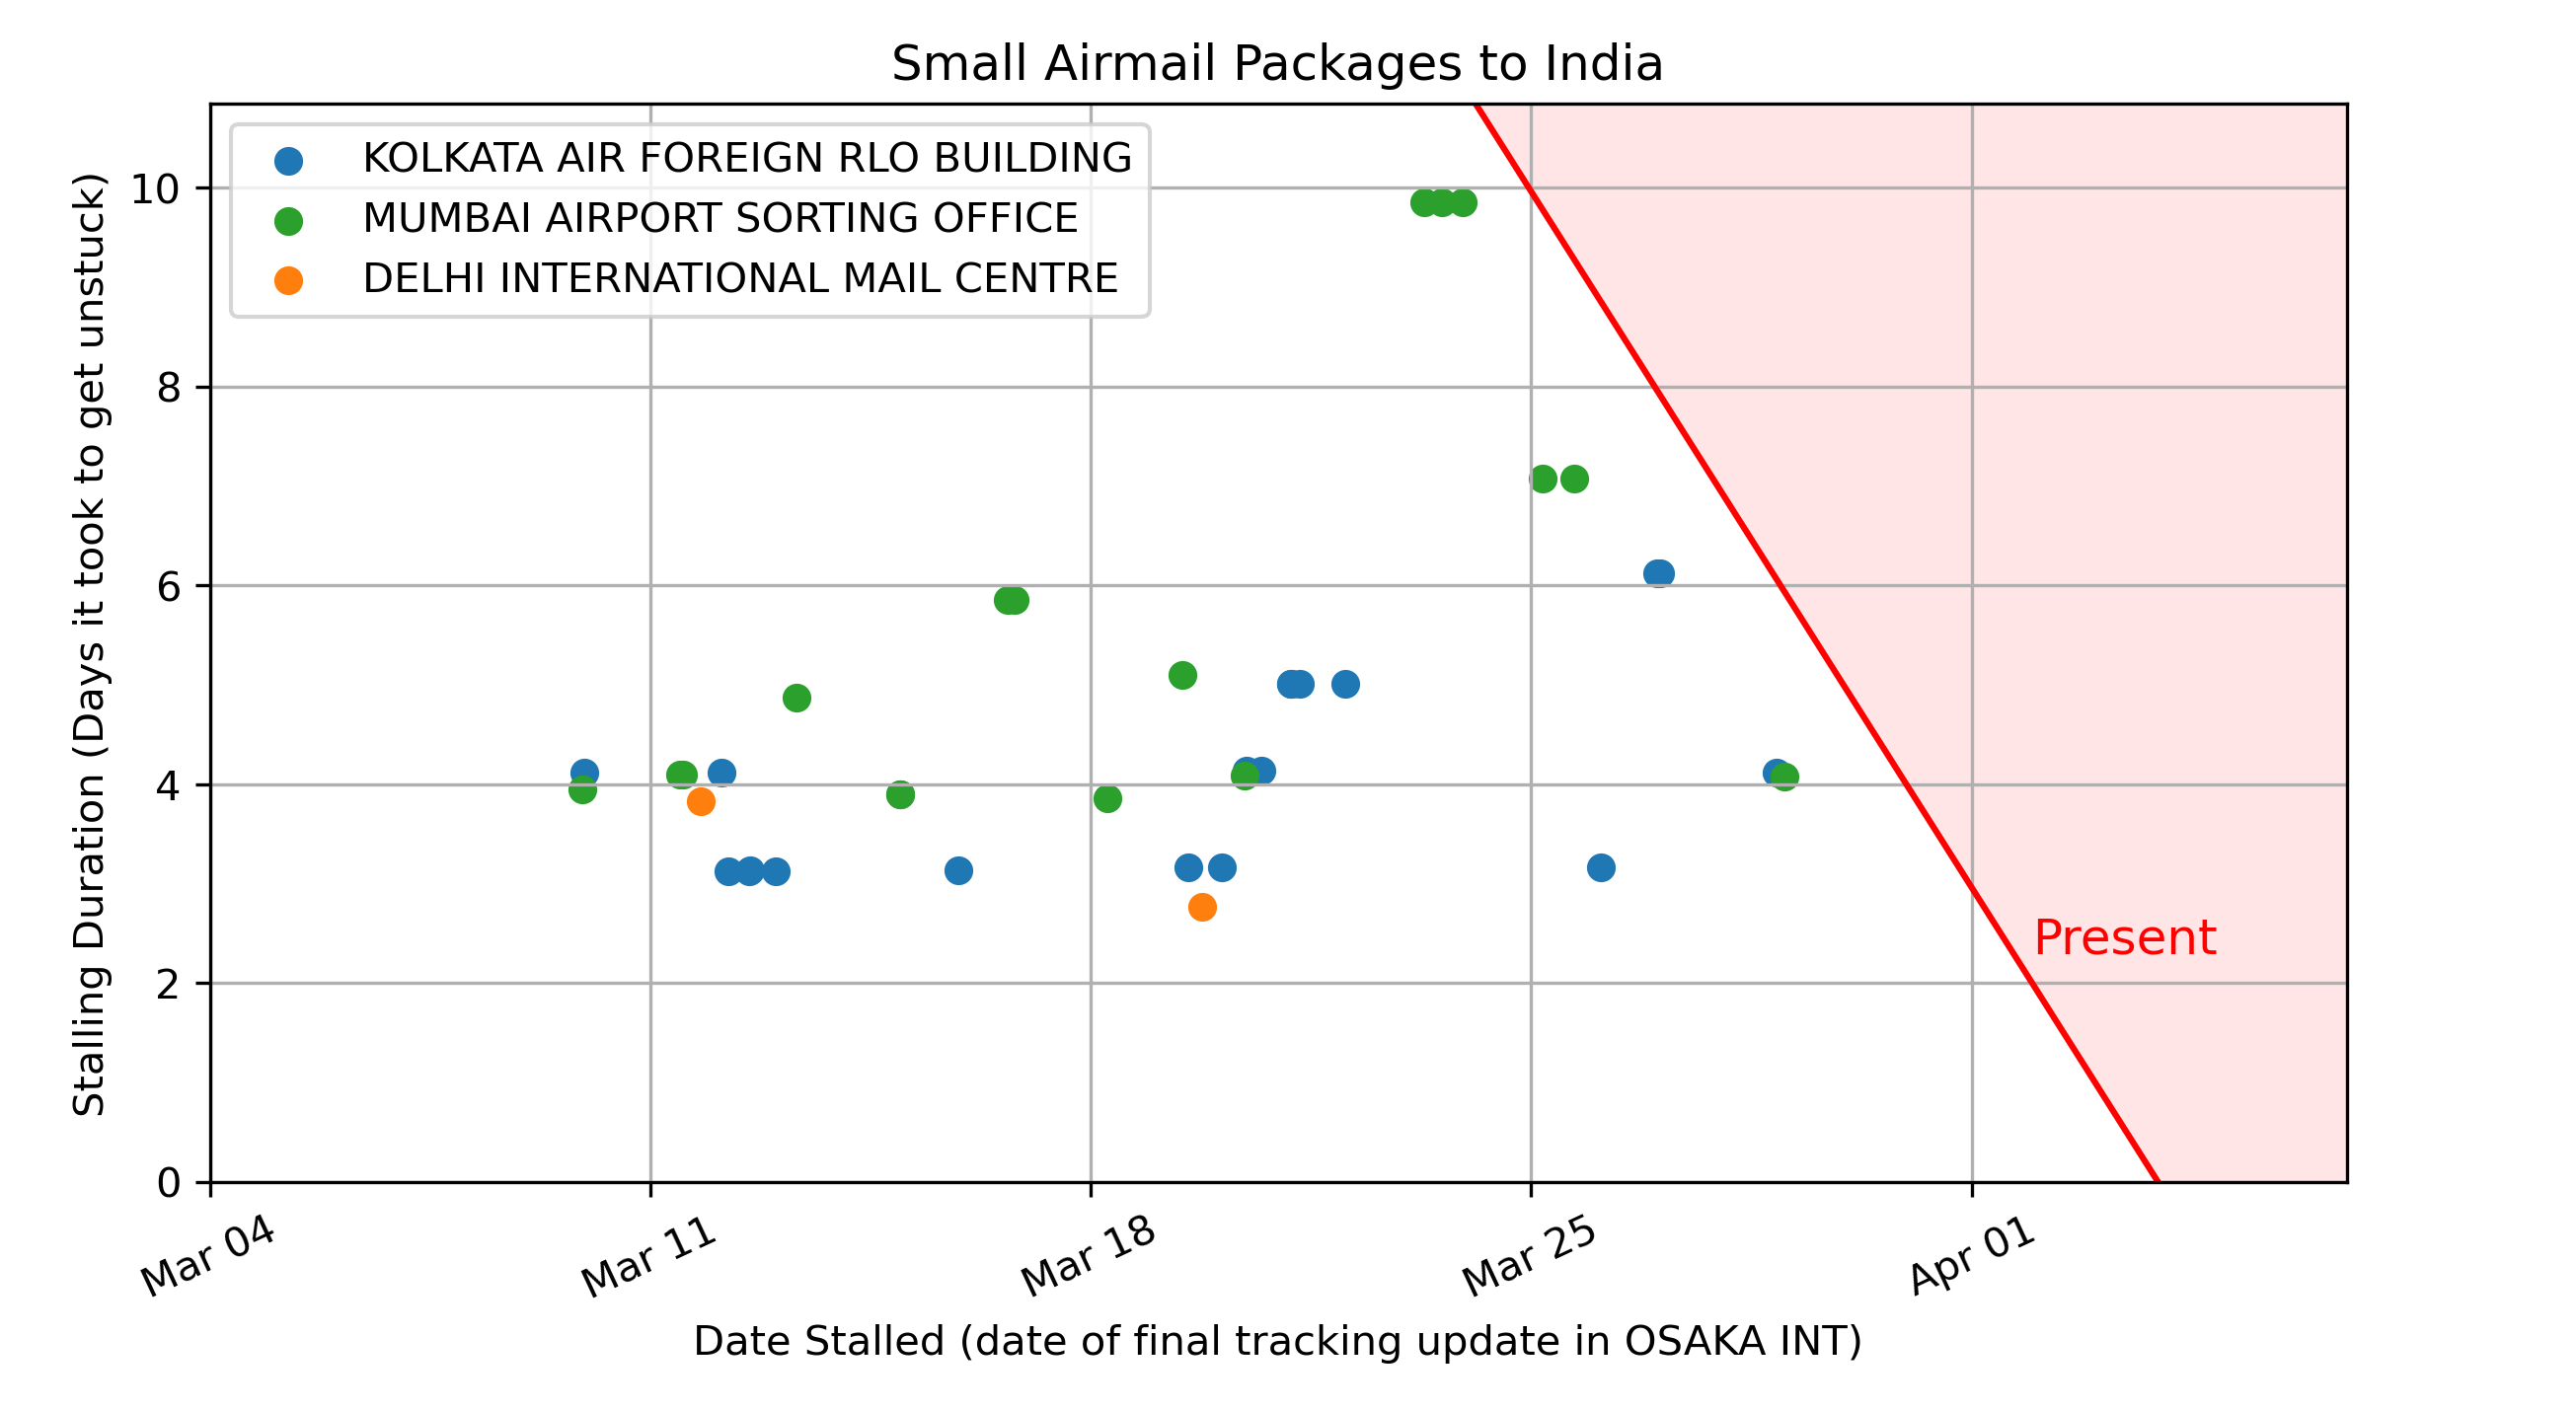 Small Airmail Packages to India
KOLKATA AIR FOREIGN RLO BUILDING
MUMBAI AIRPORT SORTING OFFICE
DELHI INTERNATIONAL MAIL CENTRE
Stalling Duration (Days it took to get unstuck)
10
8
6
4
2
0
Present
Mar 04
Mar 11
Mar 18
Mar 25
Apr 01
Date Stalled (date of final tracking update in OSAKA INT)